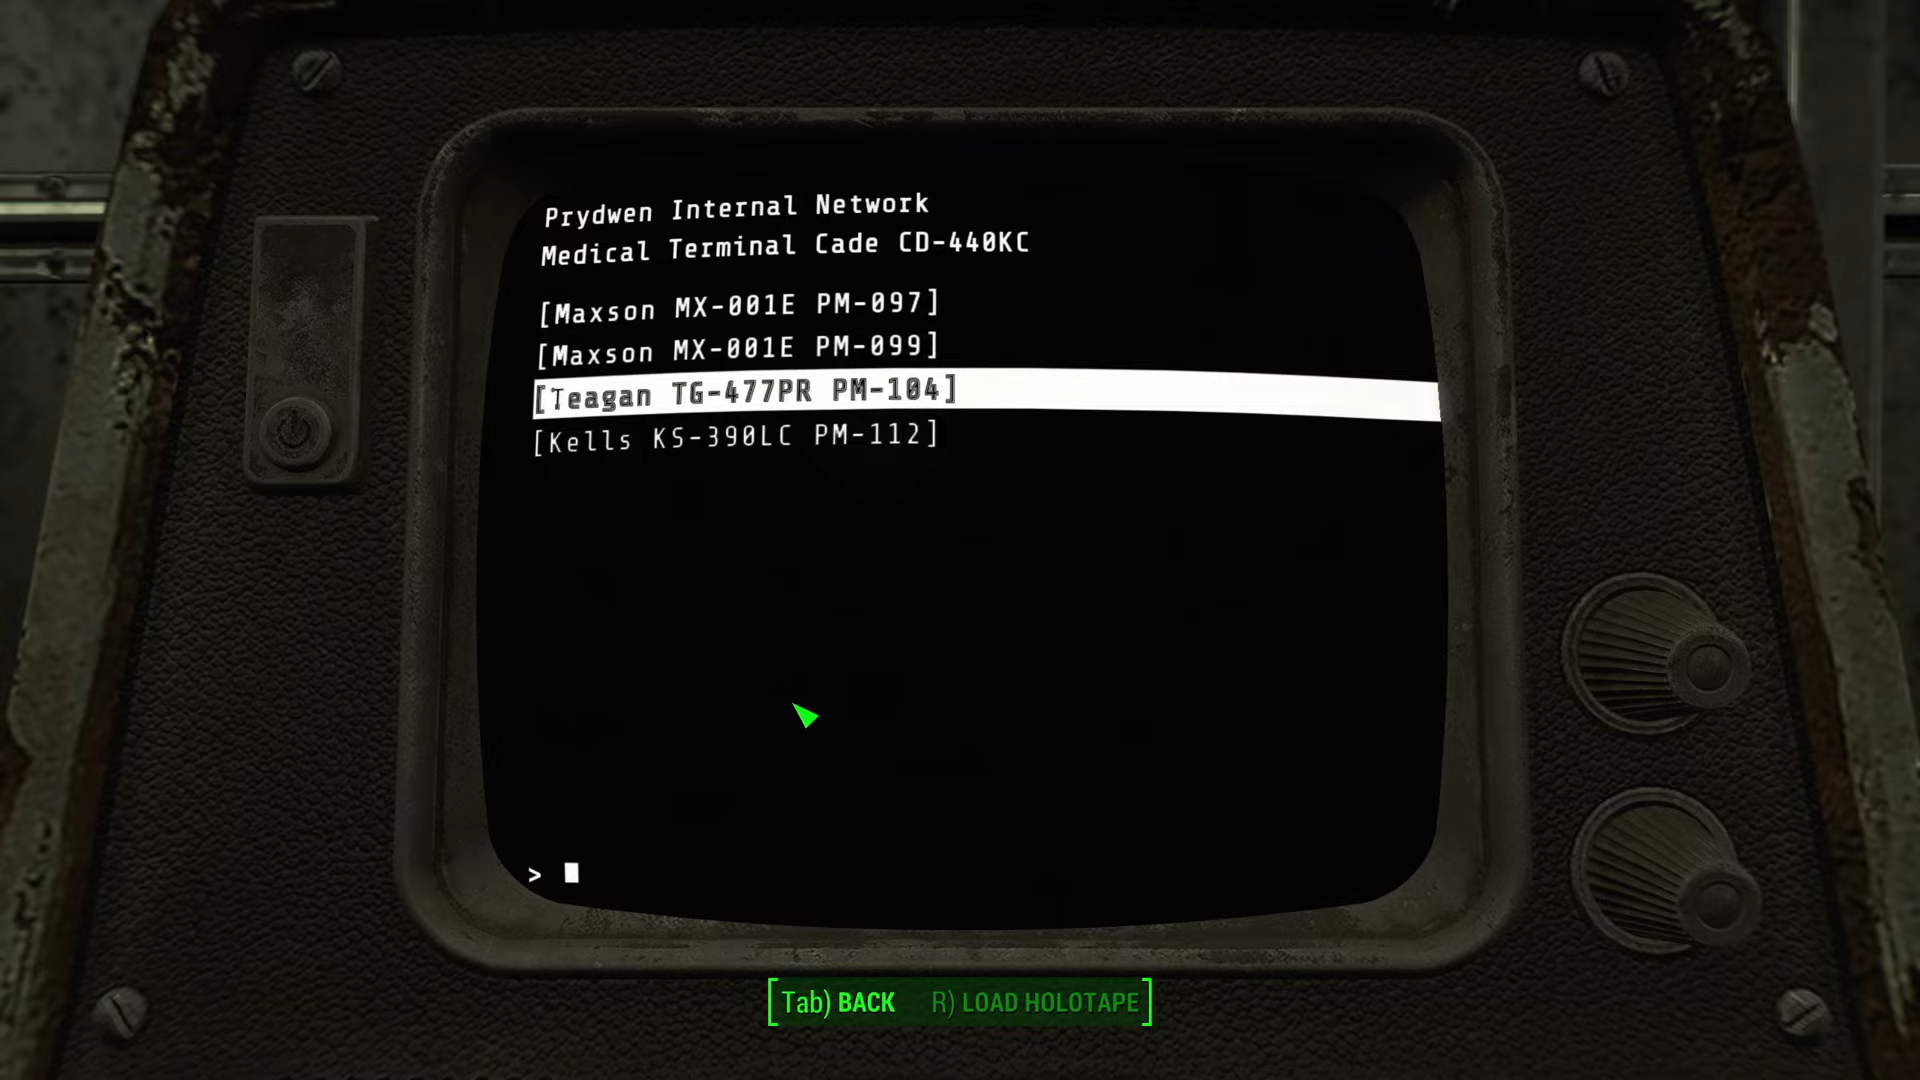 Prydwen Internal Network
Medical Terminal Cade CD-440KC
[Maxson MX-001E PM-097]
[Maxson MX-001E PM-099]
[Teagan TG-477PR PM-104]
[Kells KS-390LC PM-112]
>
[Tab) BACK R) LOAD HOLOTAPE]